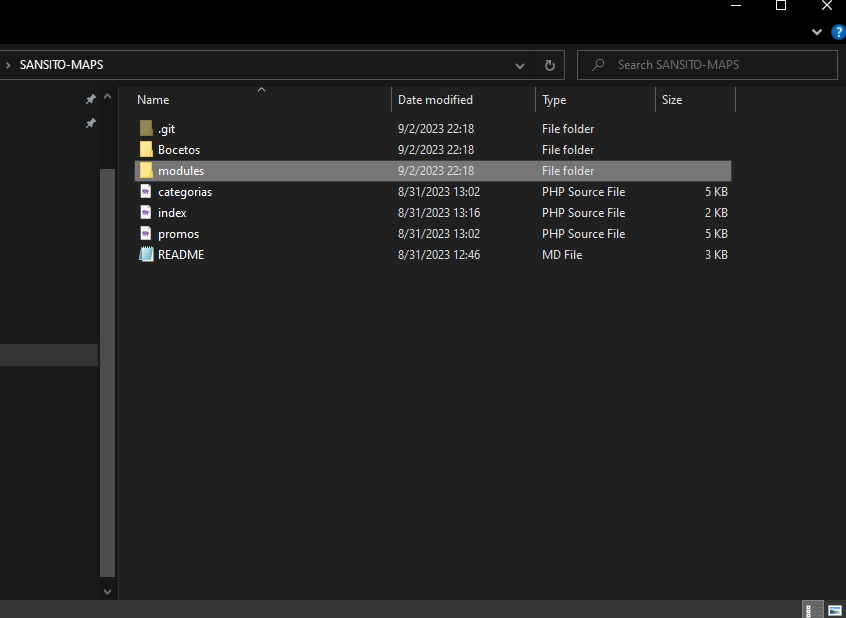 ?
SANSITO-MAPS
Search SANSITO-MAPS
Name Date modified Type Size
.git 9/2/2023 22:18 File folder
Bocetos 9/2/2023 22:18 File folder
modules 9/2/2023 22:18 File folder
categorias 8/31/2023 13:02 PHP Source File 5 KB
index 8/31/2023 13:16 PHP Source File 2 KB
promos 8/31/2023 13:02 PHP Source File 5 KB
README 8/31/2023 12:46 MD File 3 KB